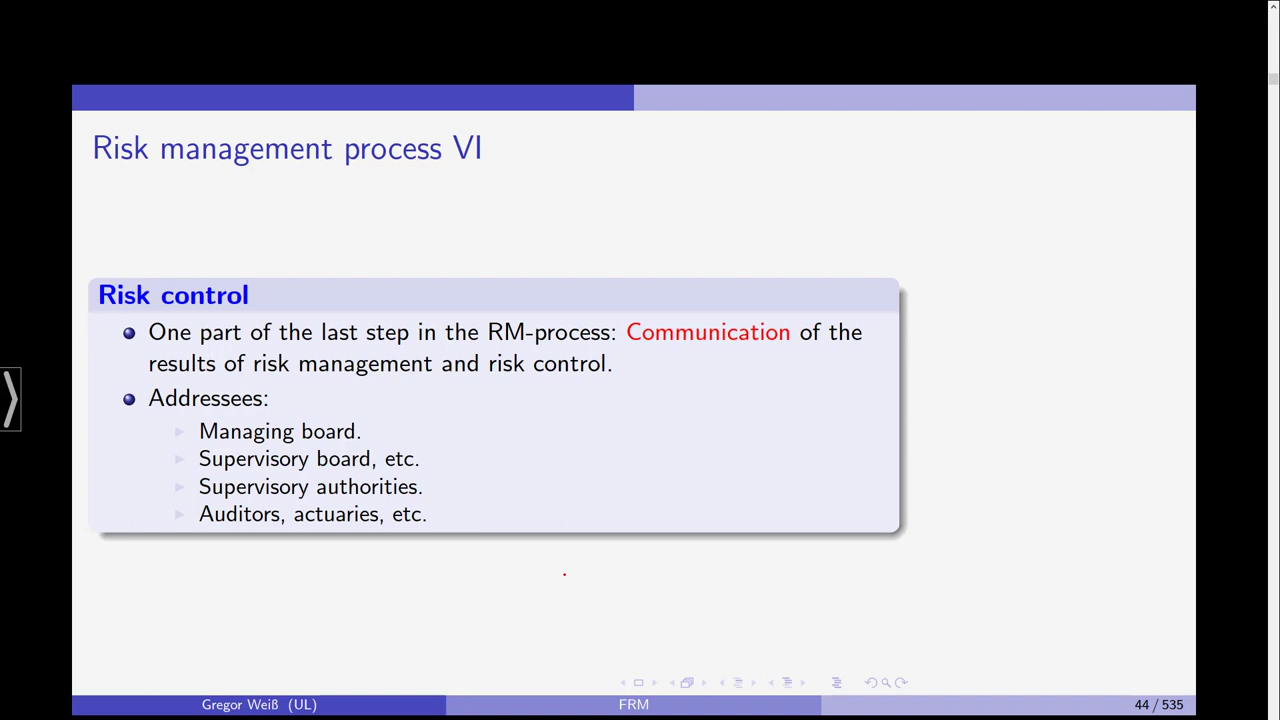 Risk management process VI
Risk control
One part of the last step in the RM-process: Communication of the
results of risk management and risk control.
Addressees:
Managing board.
Supervisory board, etc.
Supervisory authorities.
Auditors, actuaries, etc.
Gregor Weiß (UL) FRM 44 / 535